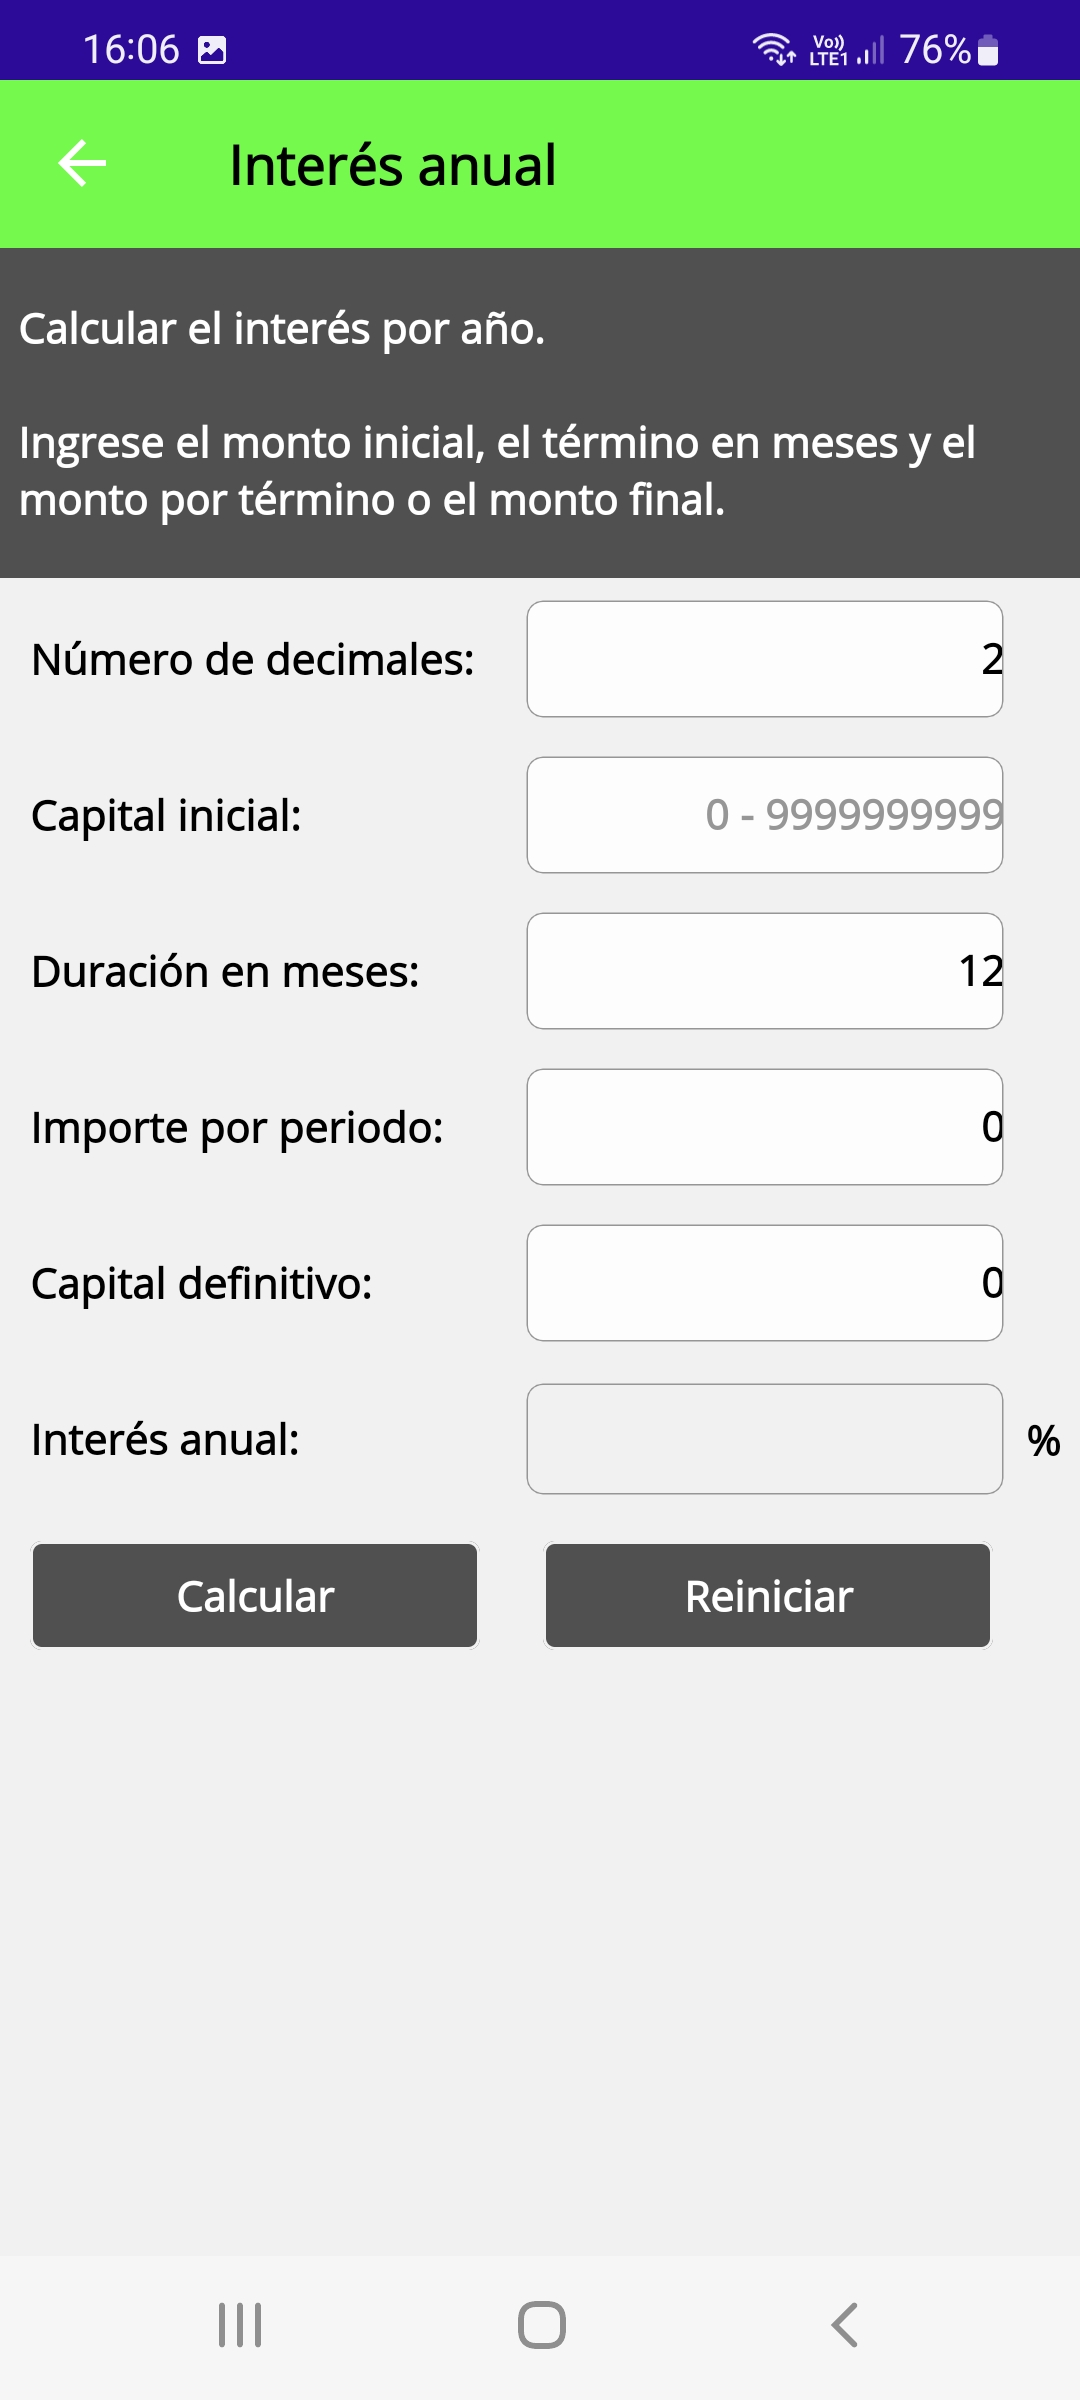 16:06
Vo))
LTE1
76%
Interés anual
Calcular el interés por año.
Ingrese el monto inicial, el término en meses y el
monto por término o el monto final.
Número de decimales:
2
Capital inicial:
0 - 9999999999
Duración en meses:
12
Importe por periodo:
0
Capital definitivo:
0
Interés anual:
%
Calcular
Reiniciar